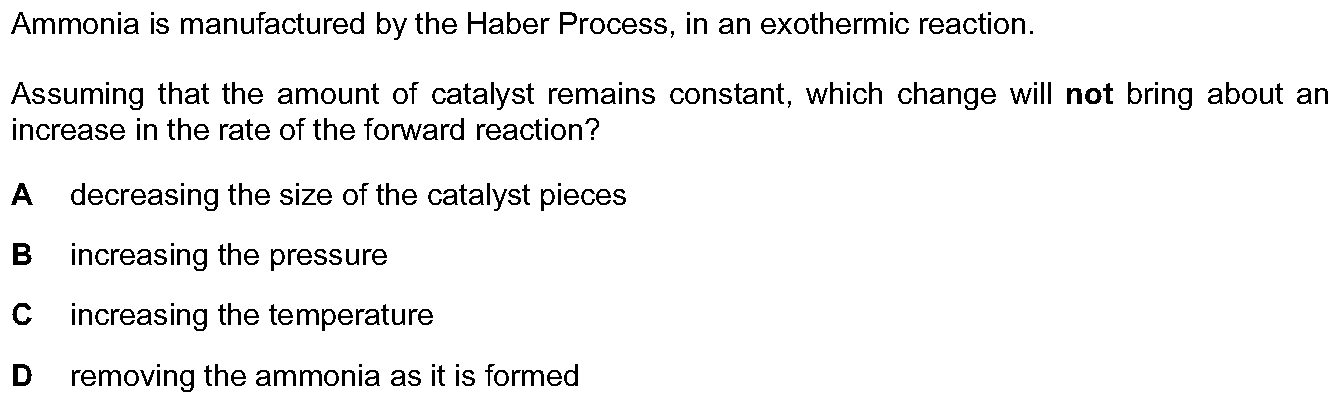 Ammonia is manufactured by the Haber Process, in an exothermic reaction.
Assuming that the amount of catalyst remains constant, which change will not bring about an
increase in the rate of the forward reaction?
A decreasing the size of the catalyst pieces
B increasing the pressure
C increasing the temperature
D removing the ammonia as it is formed